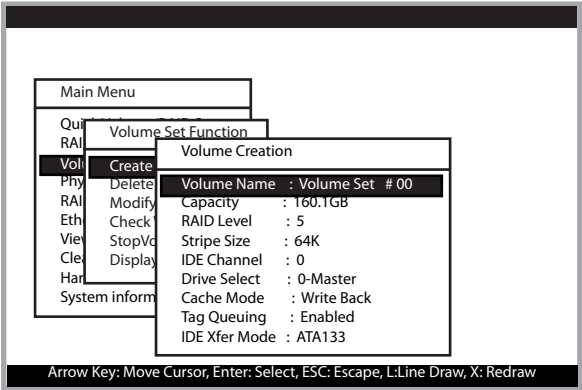 Main Menu
RAI
Phy
RAI
Eth
Clea
Har
System inform
Volume Set Function
Create
Delete
Modify
Check
StopVo
Display
Volume Creation
Volume Name : Volume Set # 00
Capacity : 160.1GB
RAID Level : 5
Stripe Size : 64K
IDE Channel : 0
Drive Select : 0-Master
Cache Mode : Write Back
Tag Queuing : Enabled
IDE Xfer Mode : ATA133
Arrow Key: Move Cursor, Enter: Select, ESC: Escape, L:Line Draw, X: Redraw